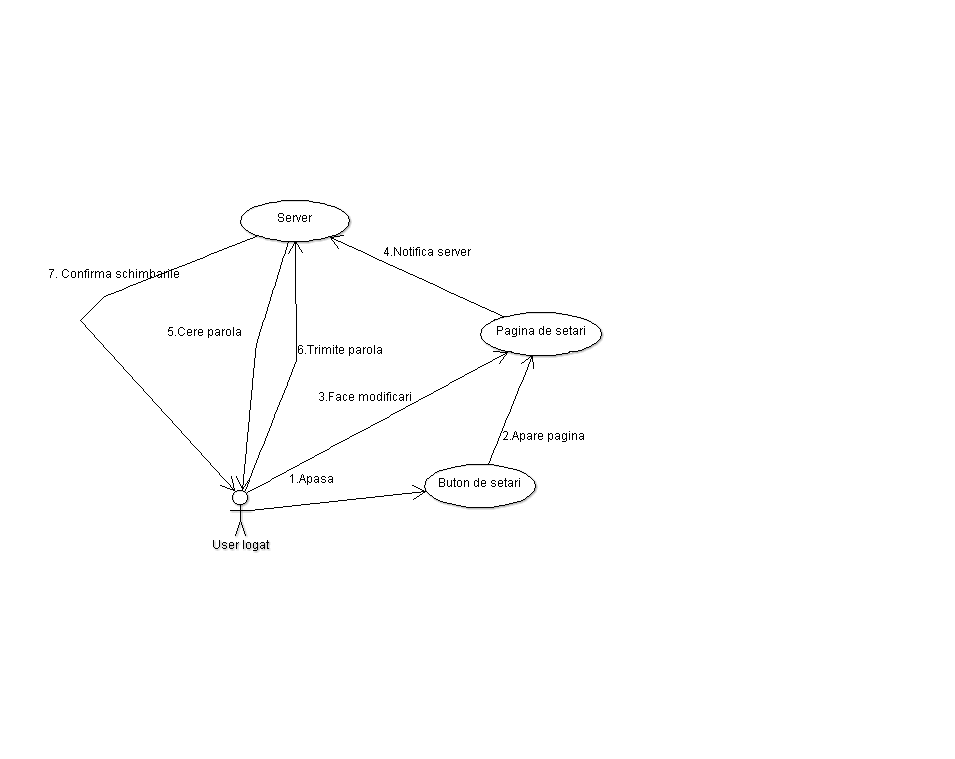 Server
4.Notifica server
7. Confirma schimbarile
5.Cere parola
Pagina de setari
6.Trimite parola
3.Face modificari
2.Apare pagina
1.Apasa
Buton de setari
User logat